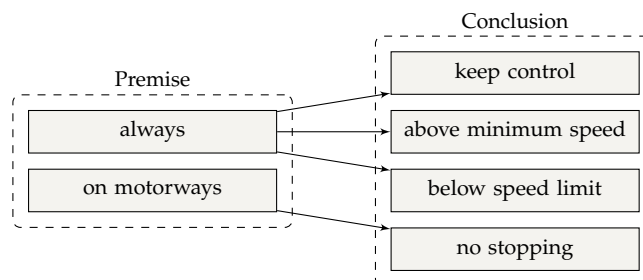 Premise
always
on motorways
Conclusion
keep control
above minimum speed
below speed limit
no stopping